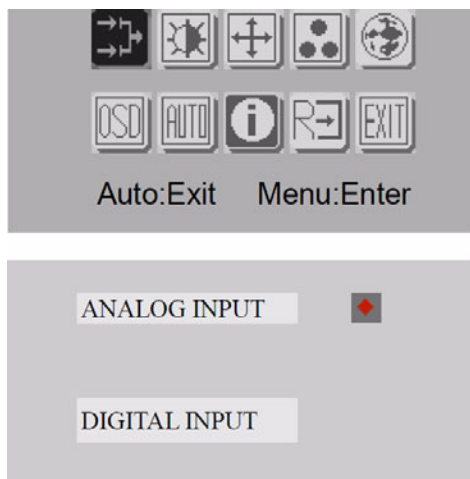 OSD AUTO i R EXIT
Auto:Exit Menu:Enter
ANALOG INPUT
DIGITAL INPUT